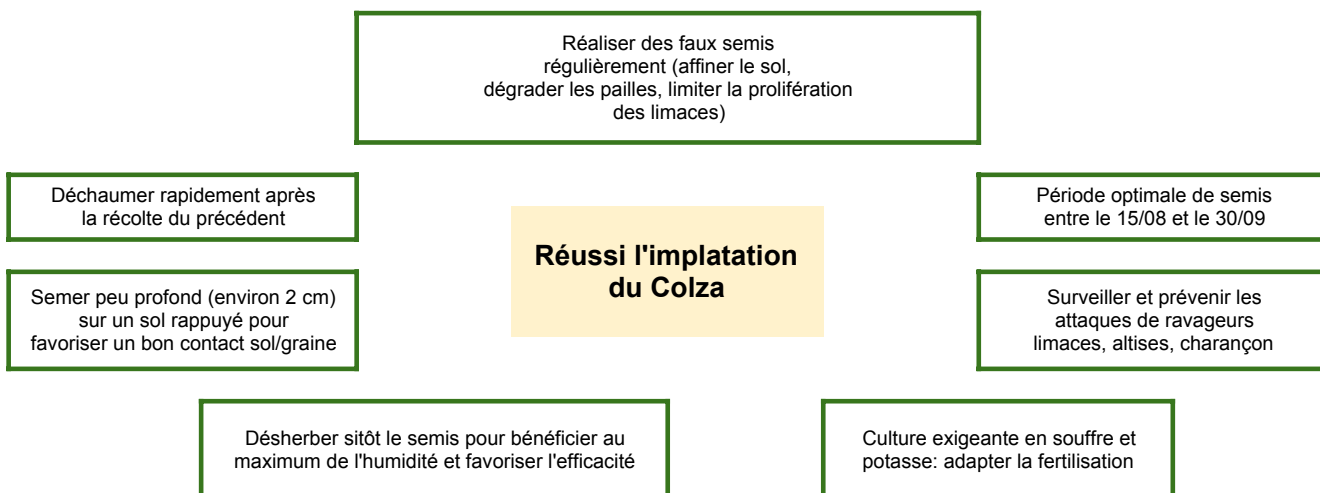 Réaliser des faux semis
régulièrement (affiner le sol,
dégrader les pailles, limiter la prolifération
des limaces)
Déchaumer rapidement après
la récolte du précédent
Période optimale de semis
entre le 15/08 et le 30/09
Réussi l'implatation
du Colza
Semer peu profond (environ 2 cm)
sur un sol rappuyé pour
favoriser un bon contact sol/graine
Surveiller et prévenir les
attaques de ravageurs
limaces, altises, charançon
Désherber sitôt le semis pour bénéficier au
maximum de l'humidité et favoriser l'efficacité
Culture exigeante en souffre et
potasse: adapter la fertilisation